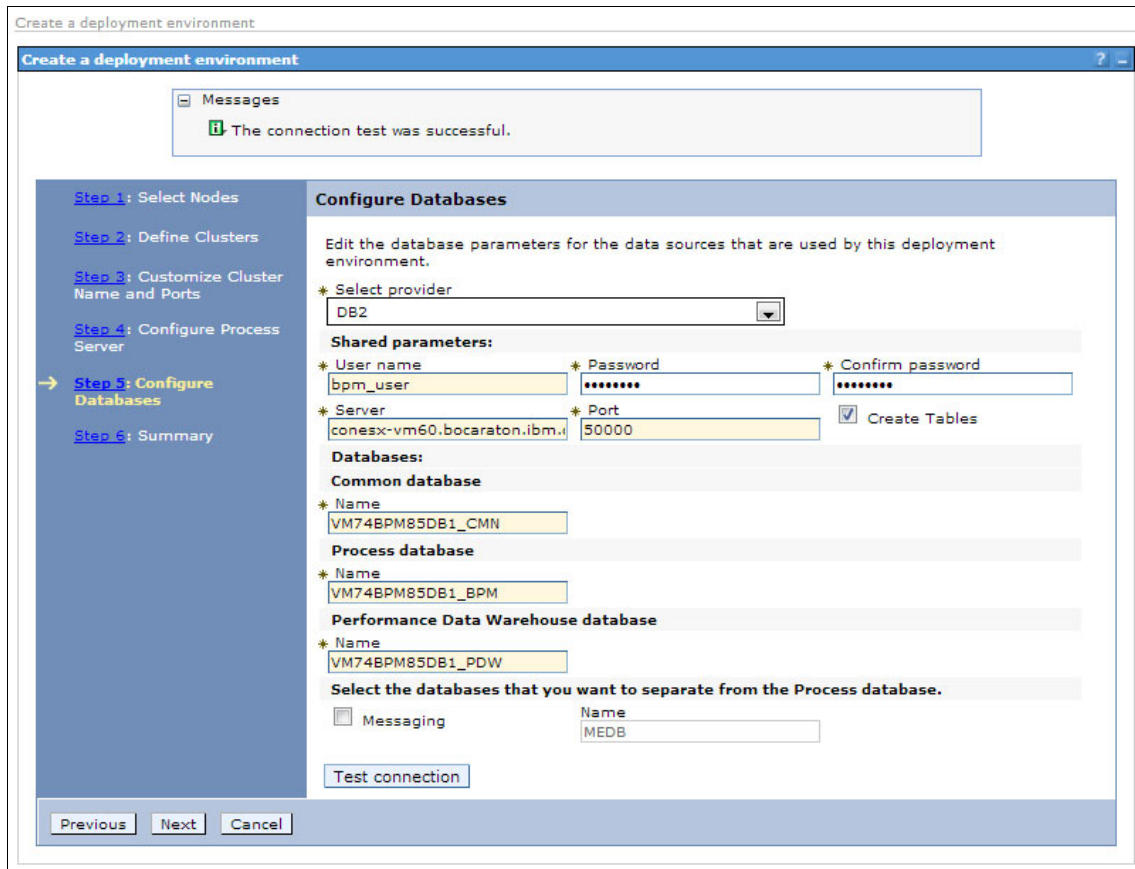 Create a deployment environment
Create a deployment environment ? –
Messages
The connection test was successful.
Step 1: Select Nodes
Step 2: Define Clusters
Step 3: Customize Cluster
Name and Ports
Step 4: Configure Process
Server
Step 5: Configure
Databases
Step 6: Summary
Configure Databases
Edit the database parameters for the data sources that are used by this deployment
environment.
* Select provider
DB2
Shared parameters:
* User name * Password * Confirm password
bpm_user •••••••• ••••••••
* Server * Port
conesx-vm60.bocaraton.ibm. 50000 Create Tables
Databases:
Common database
* Name
VM74BPM85DB1_CMN
Process database
* Name
VM74BPM85DB1_BPM
Performance Data Warehouse database
* Name
VM74BPM85DB1_PDW
Select the databases that you want to separate from the Process database.
Messaging Name
MEDB
Test connection
Previous Next Cancel